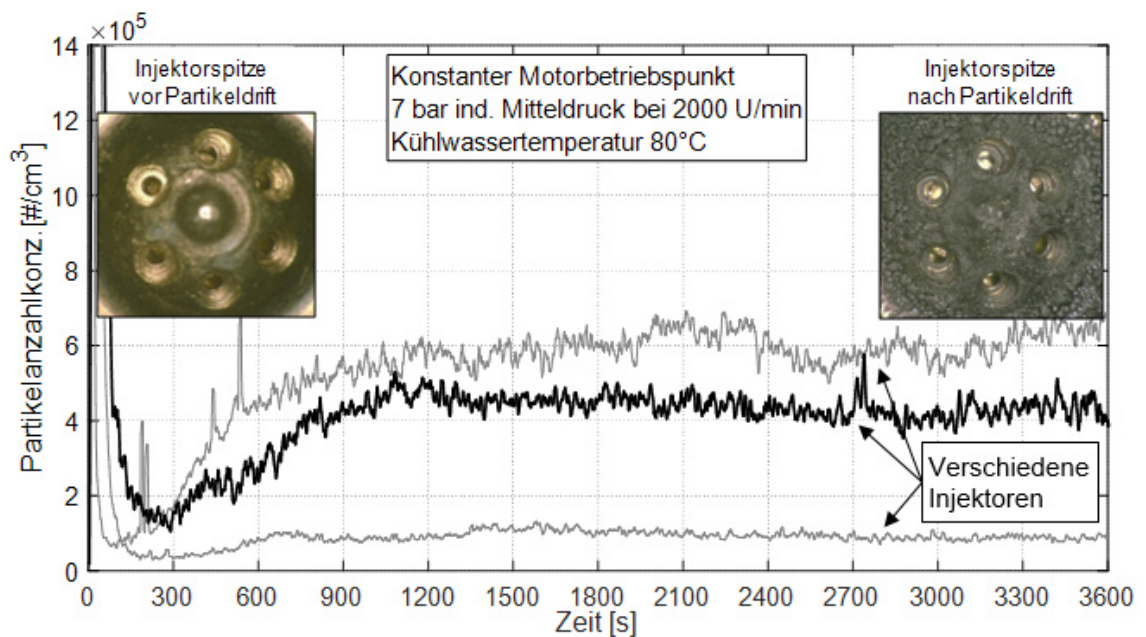 ×10⁵
14
12
10
8
6
4
2
0
Partikelanzahlkonz. [#/cm³]
Injektorspitze
vor Partikeldrift
Konstanter Motorbetriebspunkt
7 bar ind. Mitteldruck bei 2000 U/min
Kühlwassertemperatur 80°C
Injektorspitze
nach Partikeldrift
Verschiedene
Injektoren
0 300 600 900 1200 1500 1800 2100 2400 2700 3000 3300 3600
Zeit [s]